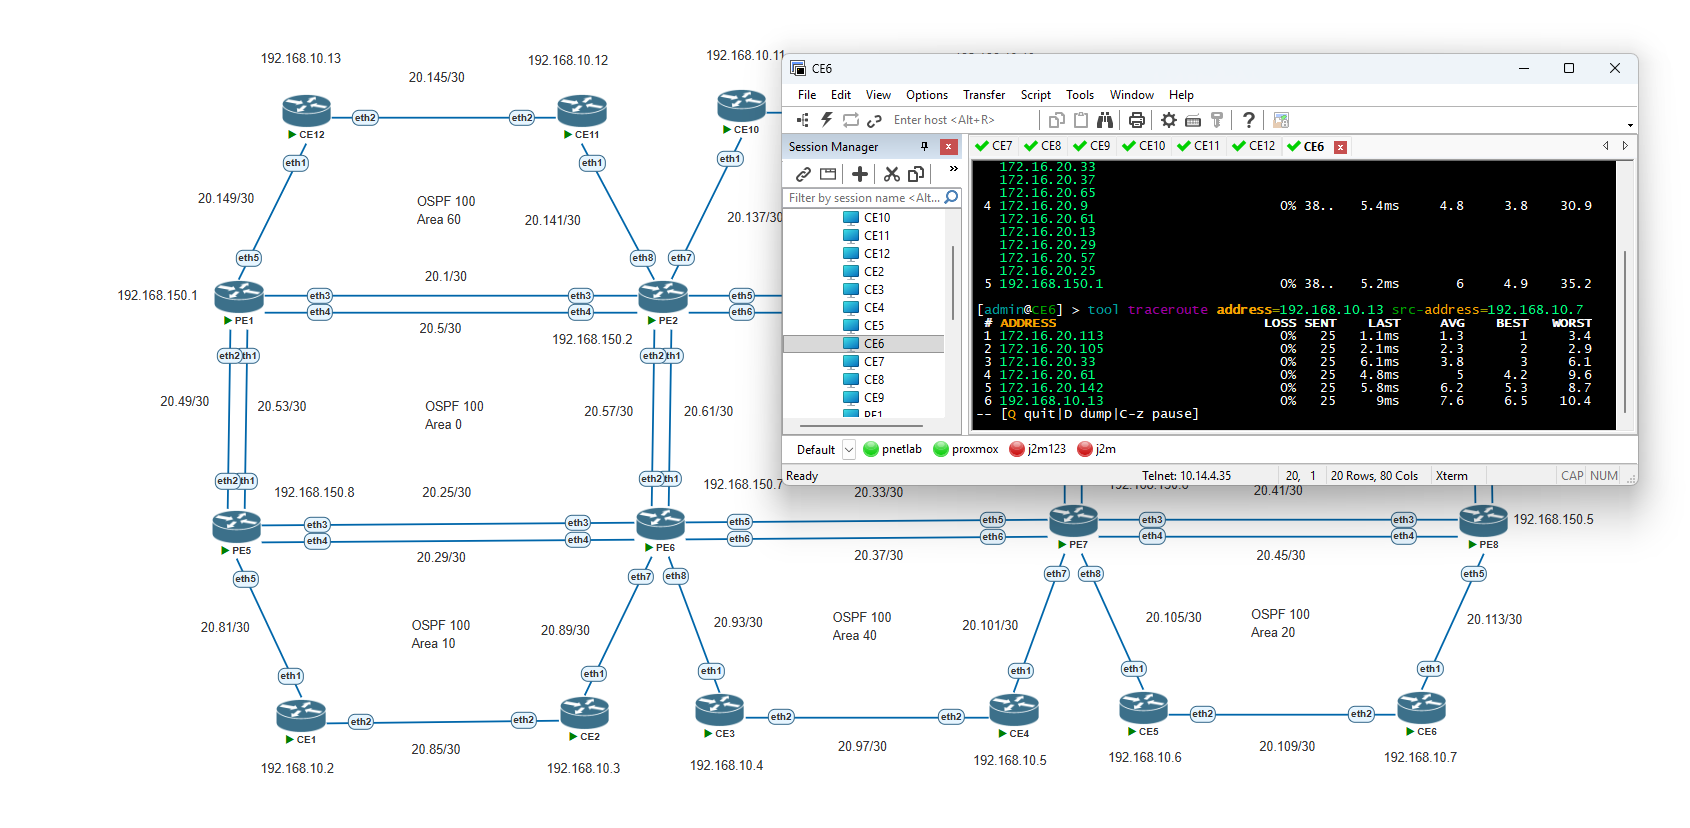 192.168.10.13
20.145/30
192.168.10.12
192.168.10.11
CE12
eth2
eth2
CE11
CE10
eth1
eth1
eth1
20.149/30
OSPF 100
Area 60
20.141/30
20.137/30
eth5
eth8
eth7
192.168.150.1
20.1/30
eth3
eth3
eth5
eth4
eth4
eth6
PE1
PE2
20.5/30
192.168.150.2
eth2
th1
eth2
th1
20.49/30
20.53/30
OSPF 100
Area 0
20.57/30
20.61/30
eth2
th1
eth2
th1
192.168.150.8
20.25/30
192.168.150.7
20.33/30
20.41/30
192.168.150.5
eth3
eth3
eth5
eth5
eth3
eth3
eth4
eth4
eth6
eth6
eth4
eth4
PE5
PE6
PE7
PE8
20.29/30
20.37/30
20.45/30
eth5
eth7
eth8
eth7
eth8
eth5
20.81/30
OSPF 100
Area 10
20.89/30
20.93/30
OSPF 100
Area 40
20.101/30
20.105/30
OSPF 100
Area 20
20.113/30
eth1
eth1
eth1
eth1
eth1
eth1
CE1
eth2
eth2
CE2
CE3
eth2
eth2
CE4
CE5
eth2
eth2
CE6
20.85/30
20.97/30
20.109/30
192.168.10.2
192.168.10.3
192.168.10.4
192.168.10.5
192.168.10.6
192.168.10.7
CE6
File Edit View Options Transfer Script Tools Window Help
Enter host <Alt+R>
Session Manager
CE7 CE8 CE9 CE10 CE11 CE12 CE6
Filter by session name <Alt...
CE10
CE11
CE12
CE2
CE3
CE4
CE5
CE6
CE7
CE8
CE9
PE1
172.16.20.33
172.16.20.37
172.16.20.65
4 172.16.20.9 0% 38.. 5.4ms 4.8 3.8 30.9
172.16.20.61
172.16.20.13
172.16.20.29
172.16.20.57
172.16.20.25
5 192.168.150.1 0% 38.. 5.2ms 6 4.9 35.2
[admin@CE6] > tool traceroute address=192.168.10.13 src-address=192.168.10.7
# ADDRESS LOSS SENT LAST AVG BEST WORST
1 172.16.20.113 0% 25 1.1ms 1.3 1 3.4
2 172.16.20.105 0% 25 2.1ms 2.3 2 2.9
3 172.16.20.33 0% 25 6.1ms 3.8 3 6.1
4 172.16.20.61 0% 25 4.8ms 5 4.2 9.6
5 172.16.20.142 0% 25 5.8ms 6.2 5.3 8.7
6 192.168.10.13 0% 25 9ms 7.6 6.5 10.4
-- [Q quit|D dump|C-z pause]
Default pnetlab proxmox j2m123 j2m
Ready Telnet: 10.14.4.35 20, 1 20 Rows, 80 Cols Xterm CAP NUM